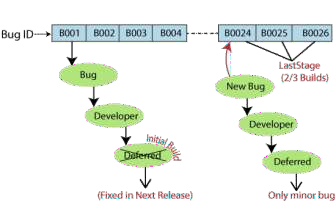 Bug ID
B001 B002 B003 B004
B0024 B0025 B0026
LastStage
(2/3 Builds)
Bug
New Bug
Developer
Developer
Initial Build
Deferred
Deferred
(Fixed in Next Release)
Only minor bug